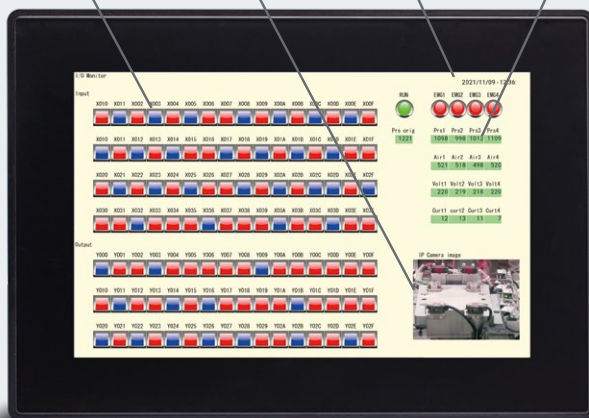 I/O Monitor
2021/11/09 -12:36
Input
RUN EMG1 EMG2 EMG3 EMG4
X010 X011 X002 X003 X004 X005 X006 X007 X008 X009 X00A X00B X00C X00D X00E X00F
Prs orig Prs1 Prs2 Prs3 Prs4
1221 1098 998 1012 1109
X010 X011 X012 X013 X014 X015 X016 X017 X018 X019 X01A X01B X01C X01D X01E X01F
Air1 Air2 Air3 Air4
521 518 498 520
X020 X021 X022 X023 X024 X025 X026 X027 X028 X029 X02A X02B X02C X02D X02E X02F
Volt1 Volt2 Volt3 Volt4
220 219 218 220
X030 X031 X032 X033 X034 X035 X036 X037 X038 X039 X03A X03B X03C X03D X03E
Curt1 curt2 Curt3 Curt4
12 13 11 7
Output
Y000 Y001 Y002 Y003 Y004 Y005 Y006 Y007 Y008 Y009 Y00A Y00B Y00C Y00D Y00E Y00F
IP Camera image
Y010 Y011 Y012 Y013 Y014 Y015 Y016 Y017 Y018 Y019 Y01A Y01B Y01C Y01D Y01E Y01F
Y020 Y021 Y022 Y023 Y024 Y025 Y026 Y027 Y028 Y029 Y02A Y02B Y02C Y02D Y02E Y02F